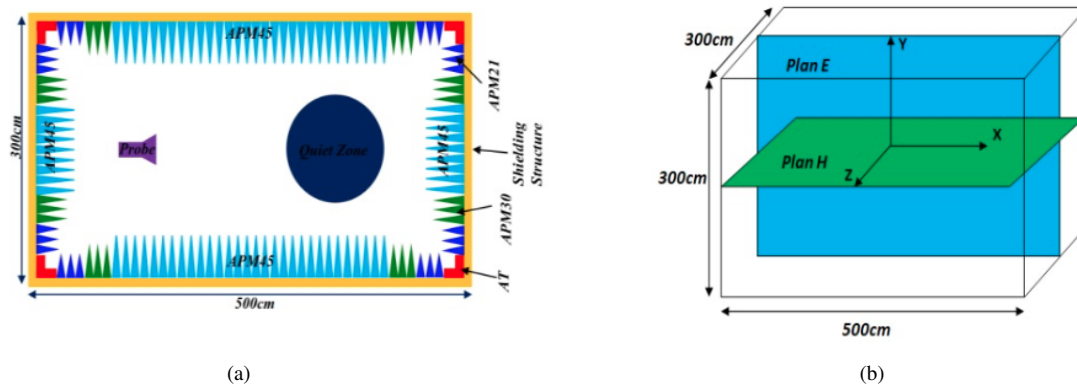 APM45
APM21
300cm
APM45
Probe
Quiet Zone
APM45
Shielding
Structure
APM30
APM45
AT
500cm
(a)
300cm
Y
Plan E
X
Plan H
Z
300cm
500cm
(b)